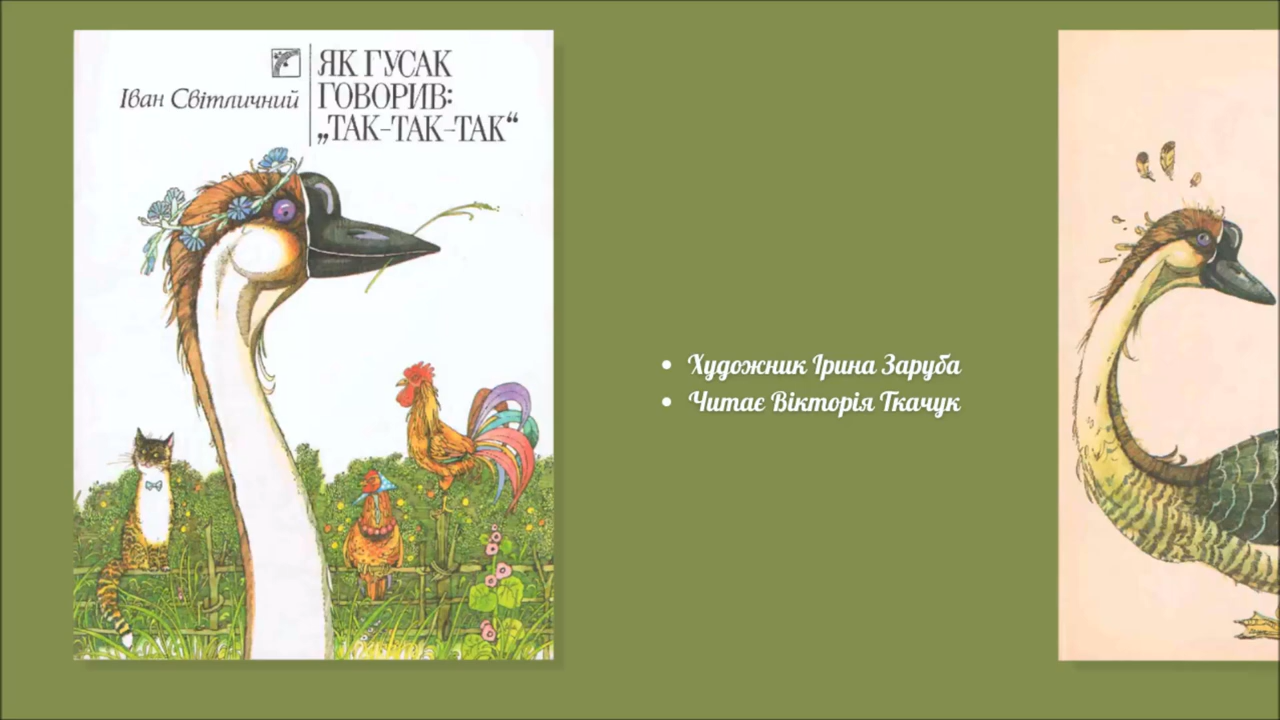 Іван Світличний
ЯК ГУСАК
ГОВОРИВ:
„ТАК-ТАК-ТАК“
• Художник Ірина Заруба
• Читає Вікторія Ткачук